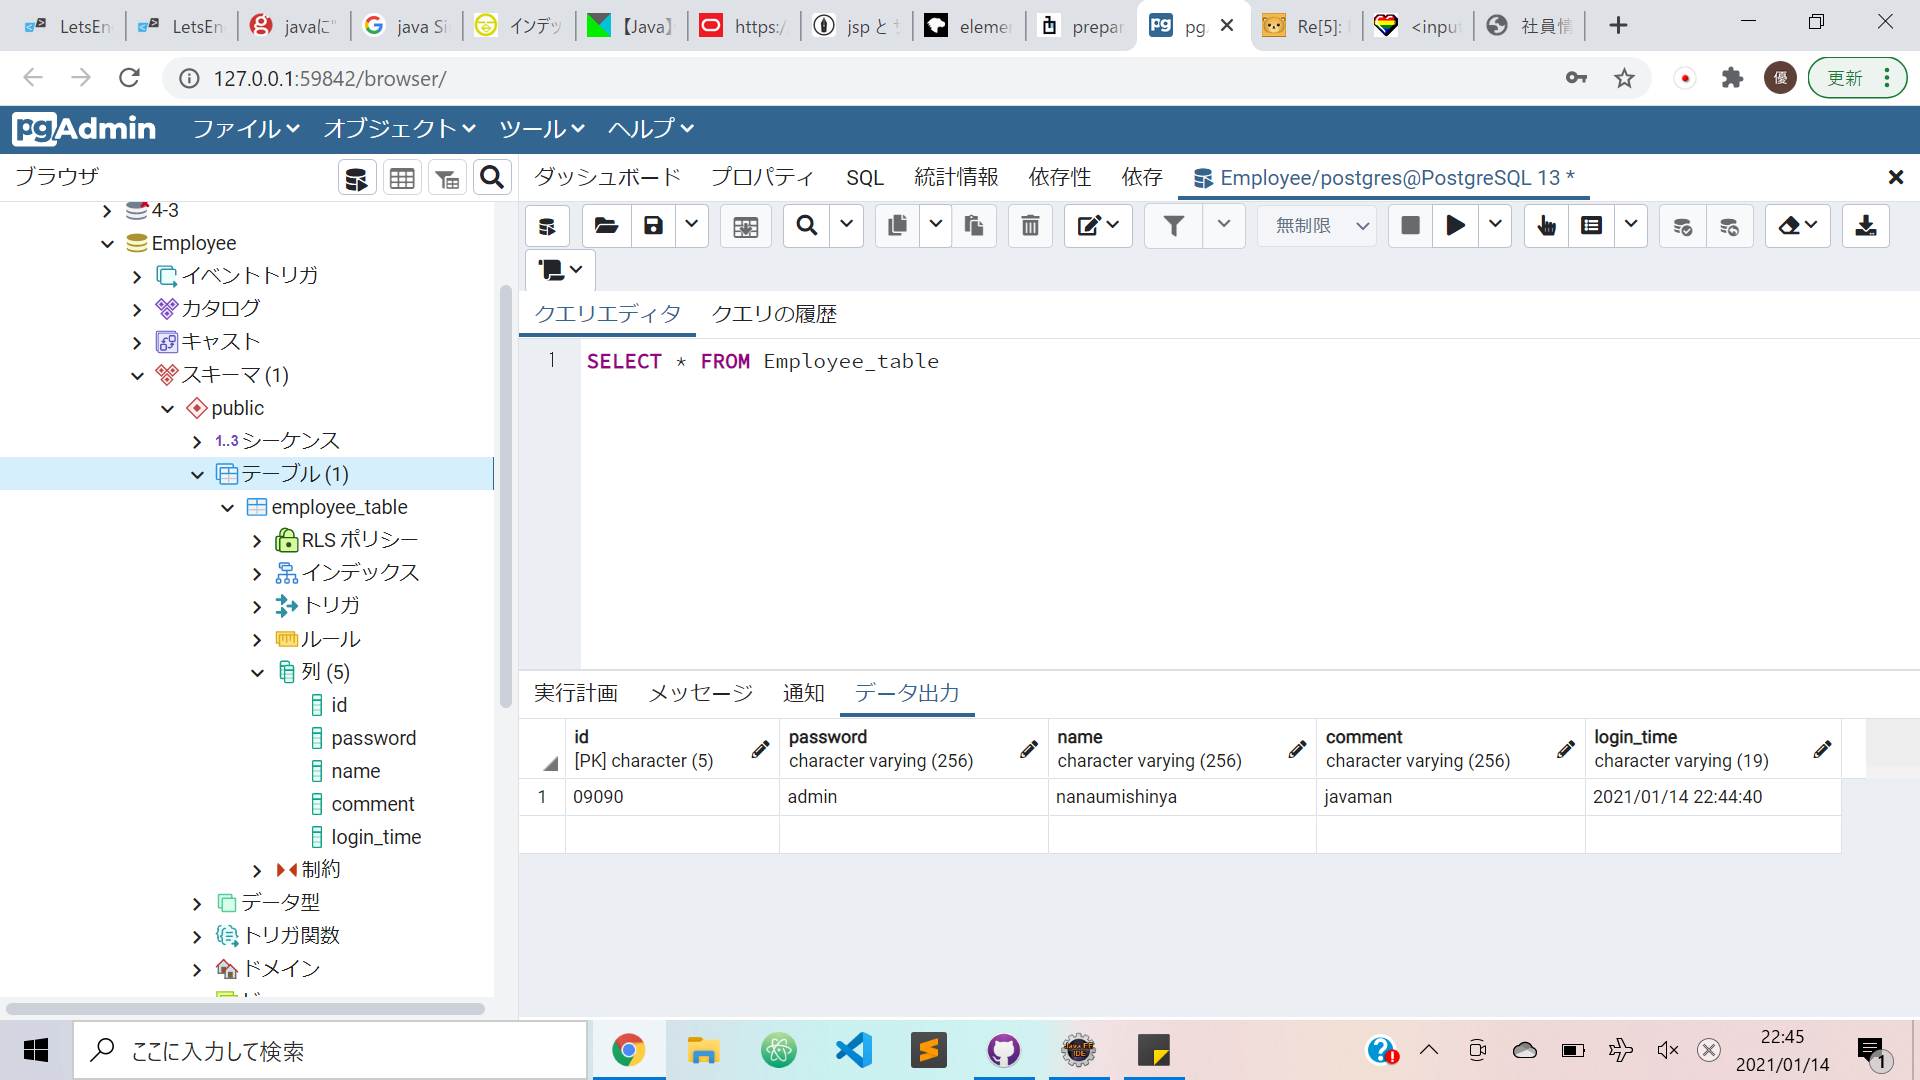 LetsEn
LetsEn
javaに
java Si
インデッ
【Java】
https:/
jsp と サ
elemen
prepar
pg
Re[5]:
<input
社員情
127.0.0.1:59842/browser/
優
更新
pgAdmin
ファイル
オブジェクト
ツール
ヘルプ
ブラウザ
ダッシュボード
プロパティ
SQL
統計情報
依存性
依存
Employee/postgres@PostgreSQL 13 *
4-3
Employee
イベントトリガ
カタログ
キャスト
スキーマ (1)
public
1..3 シーケンス
テーブル (1)
employee_table
RLS ポリシー
インデックス
トリガ
ルール
列 (5)
id
password
name
comment
login_time
制約
データ型
トリガ関数
ドメイン
無制限
クエリエディタ
クエリの履歴
1
SELECT * FROM Employee_table
実行計画
メッセージ
通知
データ出力
id
[PK] character (5)
password
character varying (256)
name
character varying (256)
comment
character varying (256)
login_time
character varying (19)
1
09090
admin
nanaumishinya
javaman
2021/01/14 22:44:40
ここに入力して検索
22:45
2021/01/14
1